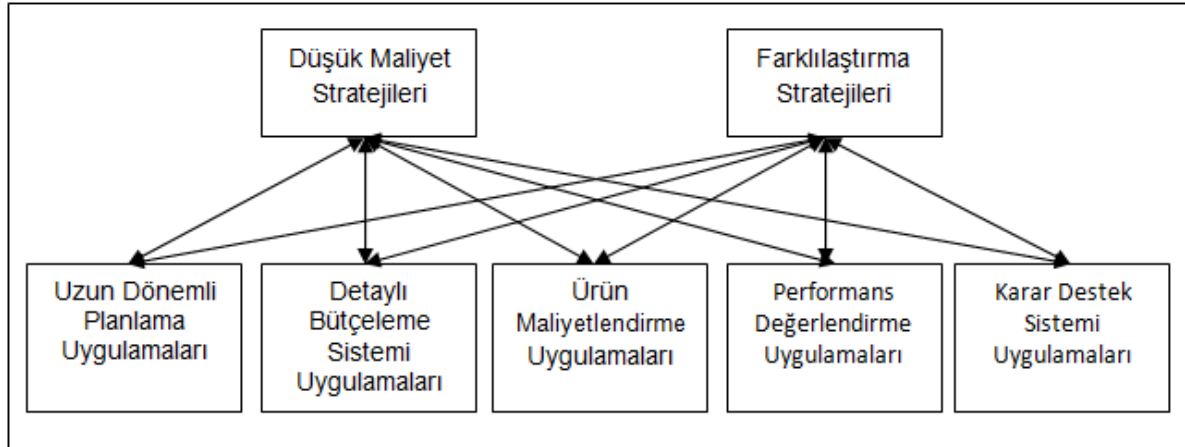 Düşük Maliyet
Stratejileri
Farklılaştırma
Stratejileri
Uzun Dönemli
Planlama
Uygulamaları
Detaylı
Bütçeleme
Sistemi
Uygulamaları
Ürün
Maliyetlendirme
Uygulamaları
Performans
Değerlendirme
Uygulamaları
Karar Destek
Sistemi
Uygulamaları